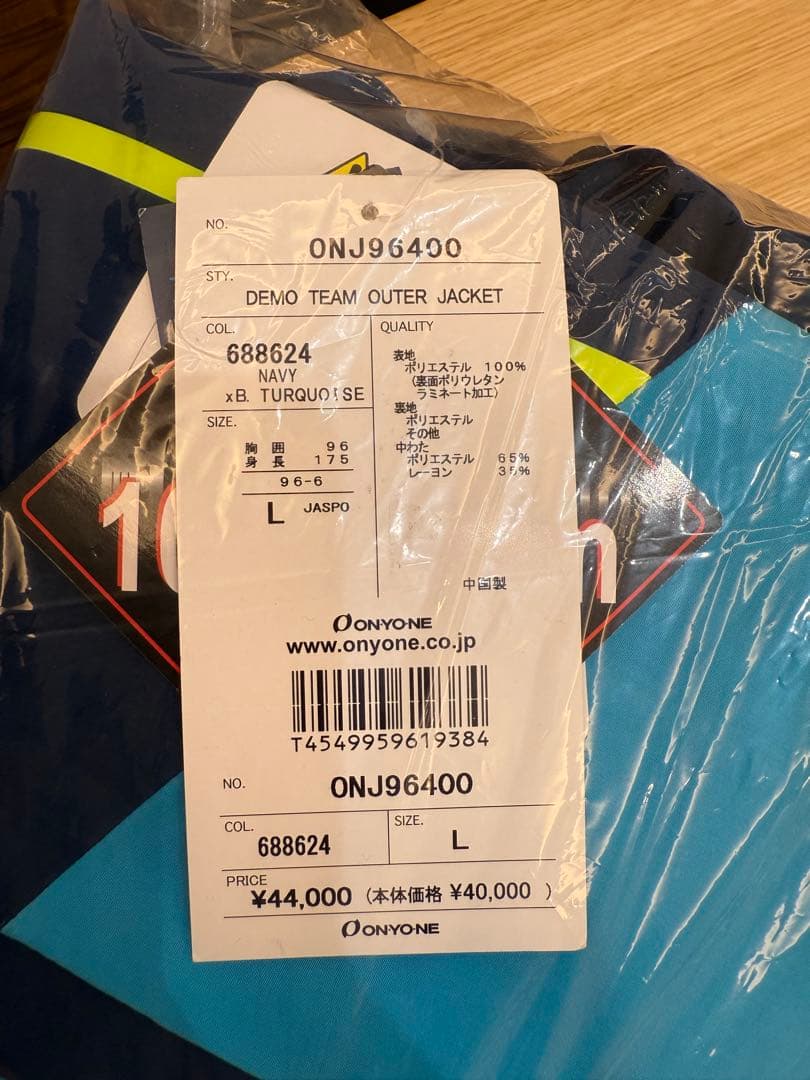 NO.
ONJ96400
STY.
DEMO TEAM OUTER JACKET
COL.
688624
NAVY
xB. TURQUOISE
SIZE.
胸囲 96
身長 175
96-6
L JASPO
QUALITY
表地
ポリエステル 100%
(裏面ポリウレタン
ラミネート加工)
裏地
ポリエステル
その他
中わた
ポリエステル 65%
レーヨン 35%
中国製
ONYONE
www.onyone.co.jp
T4549959619384
NO.
ONJ96400
COL.
688624
SIZE.
L
PRICE
¥44,000 (本体価格 ¥40,000 )
ONYONE